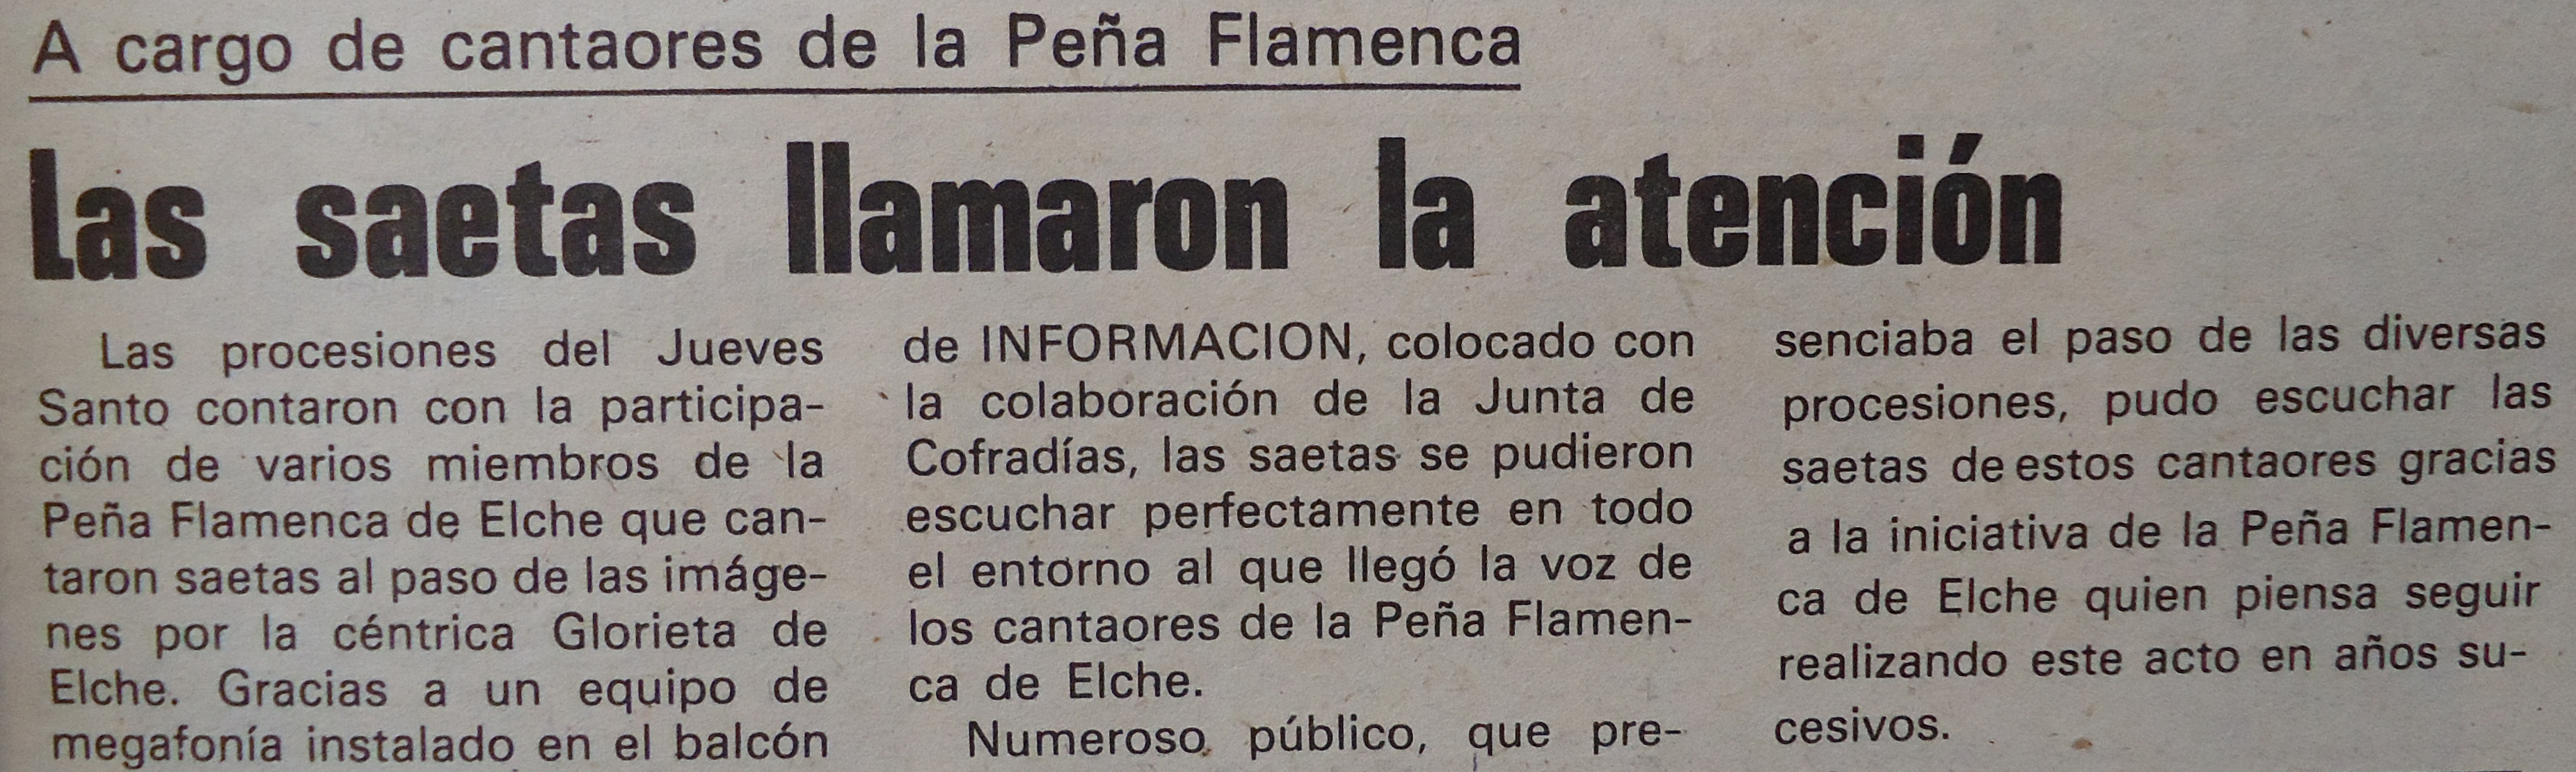 A cargo de cantaores de la Peña Flamenca
Las saetas llamaron la atención
Las procesiones del Jueves
Santo contaron con la participa-
ción de varios miembros de la
Peña Flamenca de Elche que can-
taron saetas al paso de las imáge-
nes por la céntrica Glorieta de
Elche. Gracias a un equipo de
megafonía instalado en el balcón
de INFORMACION, colocado con
la colaboración de la Junta de
Cofradías, las saetas se pudieron
escuchar perfectamente en todo
el entorno al que llegó la voz de
los cantaores de la Peña Flamen-
ca de Elche.
Numeroso público, que pre-
senciaba el paso de las diversas
procesiones, pudo escuchar las
saetas de estos cantaores gracias
a la iniciativa de la Peña Flamen-
ca de Elche quien piensa seguir
realizando este acto en años su-
cesivos.